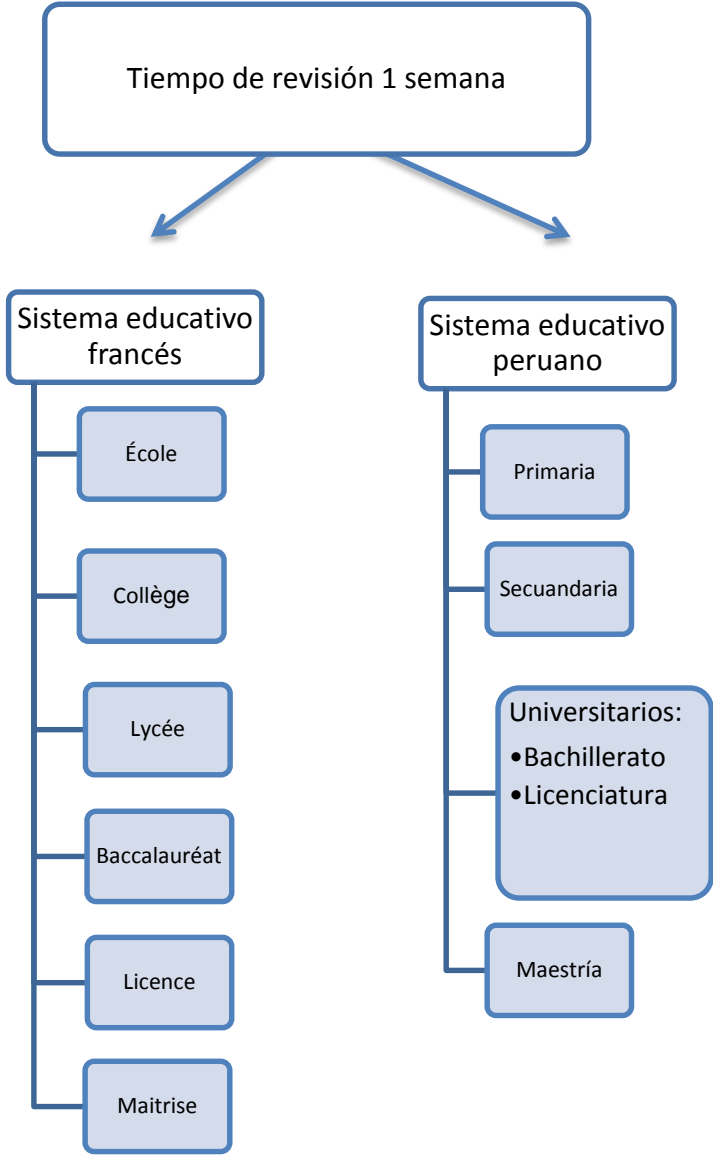 Tiempo de revisión 1 semana
Sistema educativo
francés
École
Collège
Lycée
Baccalauréat
Licence
Maitrise
Sistema educativo
peruano
Primaria
Secuandaria
Universitarios:
•Bachillerato
•Licenciatura
Maestría